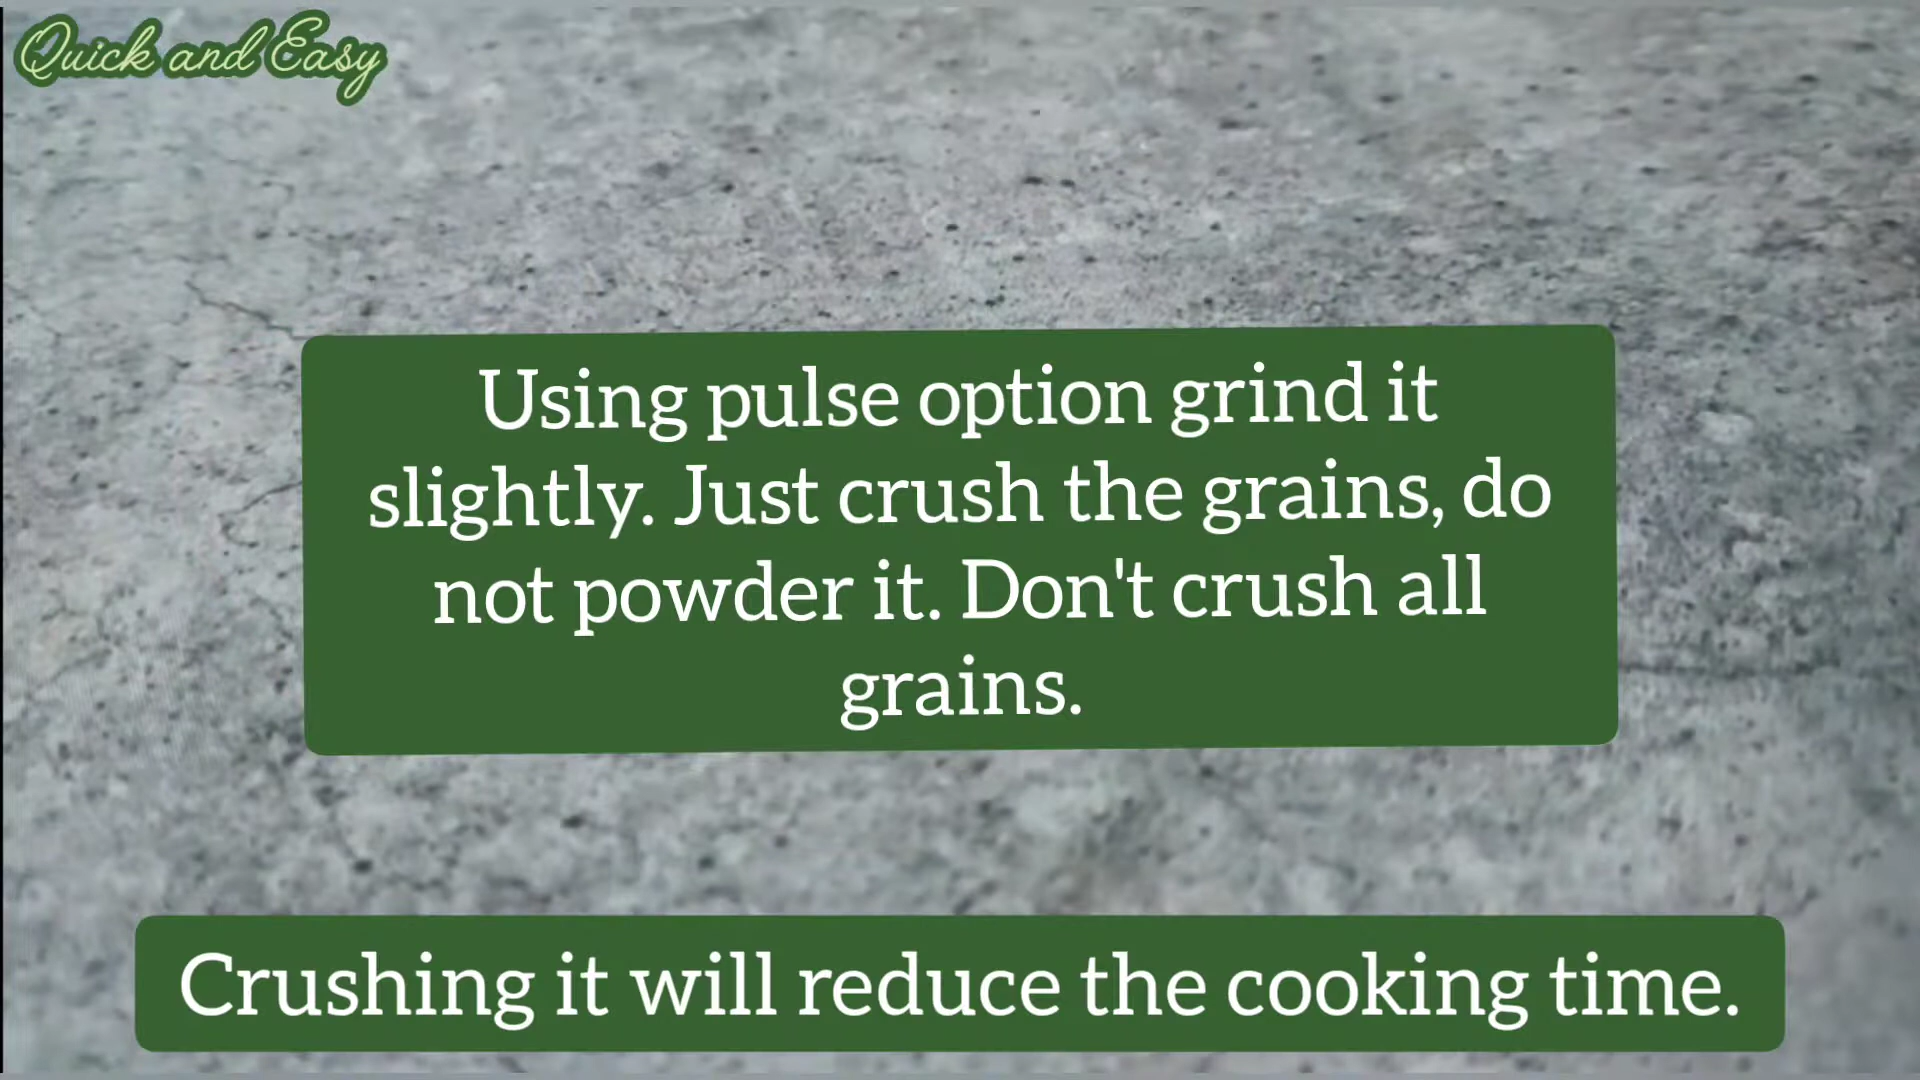 Quick and Easy
Using pulse option grind it
slightly. Just crush the grains, do
not powder it. Don't crush all
grains.
Crushing it will reduce the cooking time.